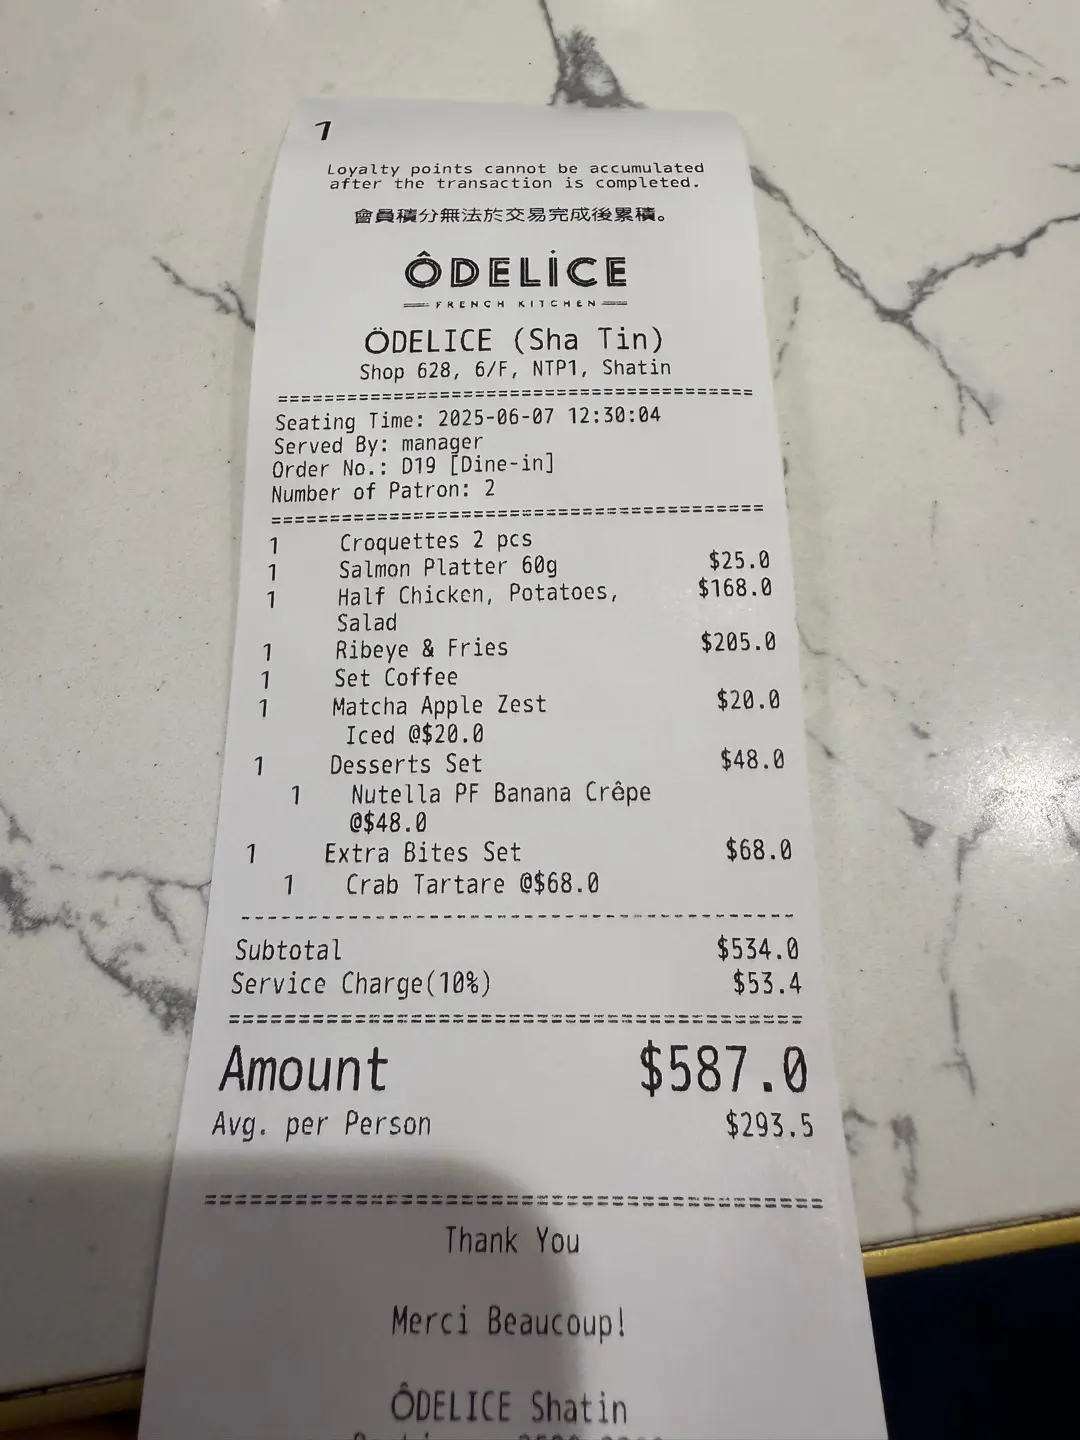 1
Loyalty points cannot be accumulated
after the transaction is completed.
會員積分無法於交易完成後累積。
ÔDELİCE
FRENCH KITCHEN
ÖDELICE (Sha Tin)
Shop 628, 6/F, NTP1, Shatin
Seating Time: 2025-06-07 12:30:04
Served By: manager
Order No.: D19 [Dine-in]
Number of Patron: 2
1 Croquettes 2 pcs
1 Salmon Platter 60g $25.0
1 Half Chicken, Potatoes, $168.0
Salad
1 Ribeye & Fries $205.0
1 Set Coffee
1 Matcha Apple Zest $20.0
Iced @$20.0
1 Desserts Set $48.0
1 Nutella PF Banana Crêpe
@$48.0
1 Extra Bites Set $68.0
1 Crab Tartare @$68.0
Subtotal $534.0
Service Charge(10%) $53.4
Amount $587.0
Avg. per Person $293.5
Thank You
Merci Beaucoup!
ÔDELICE Shatin